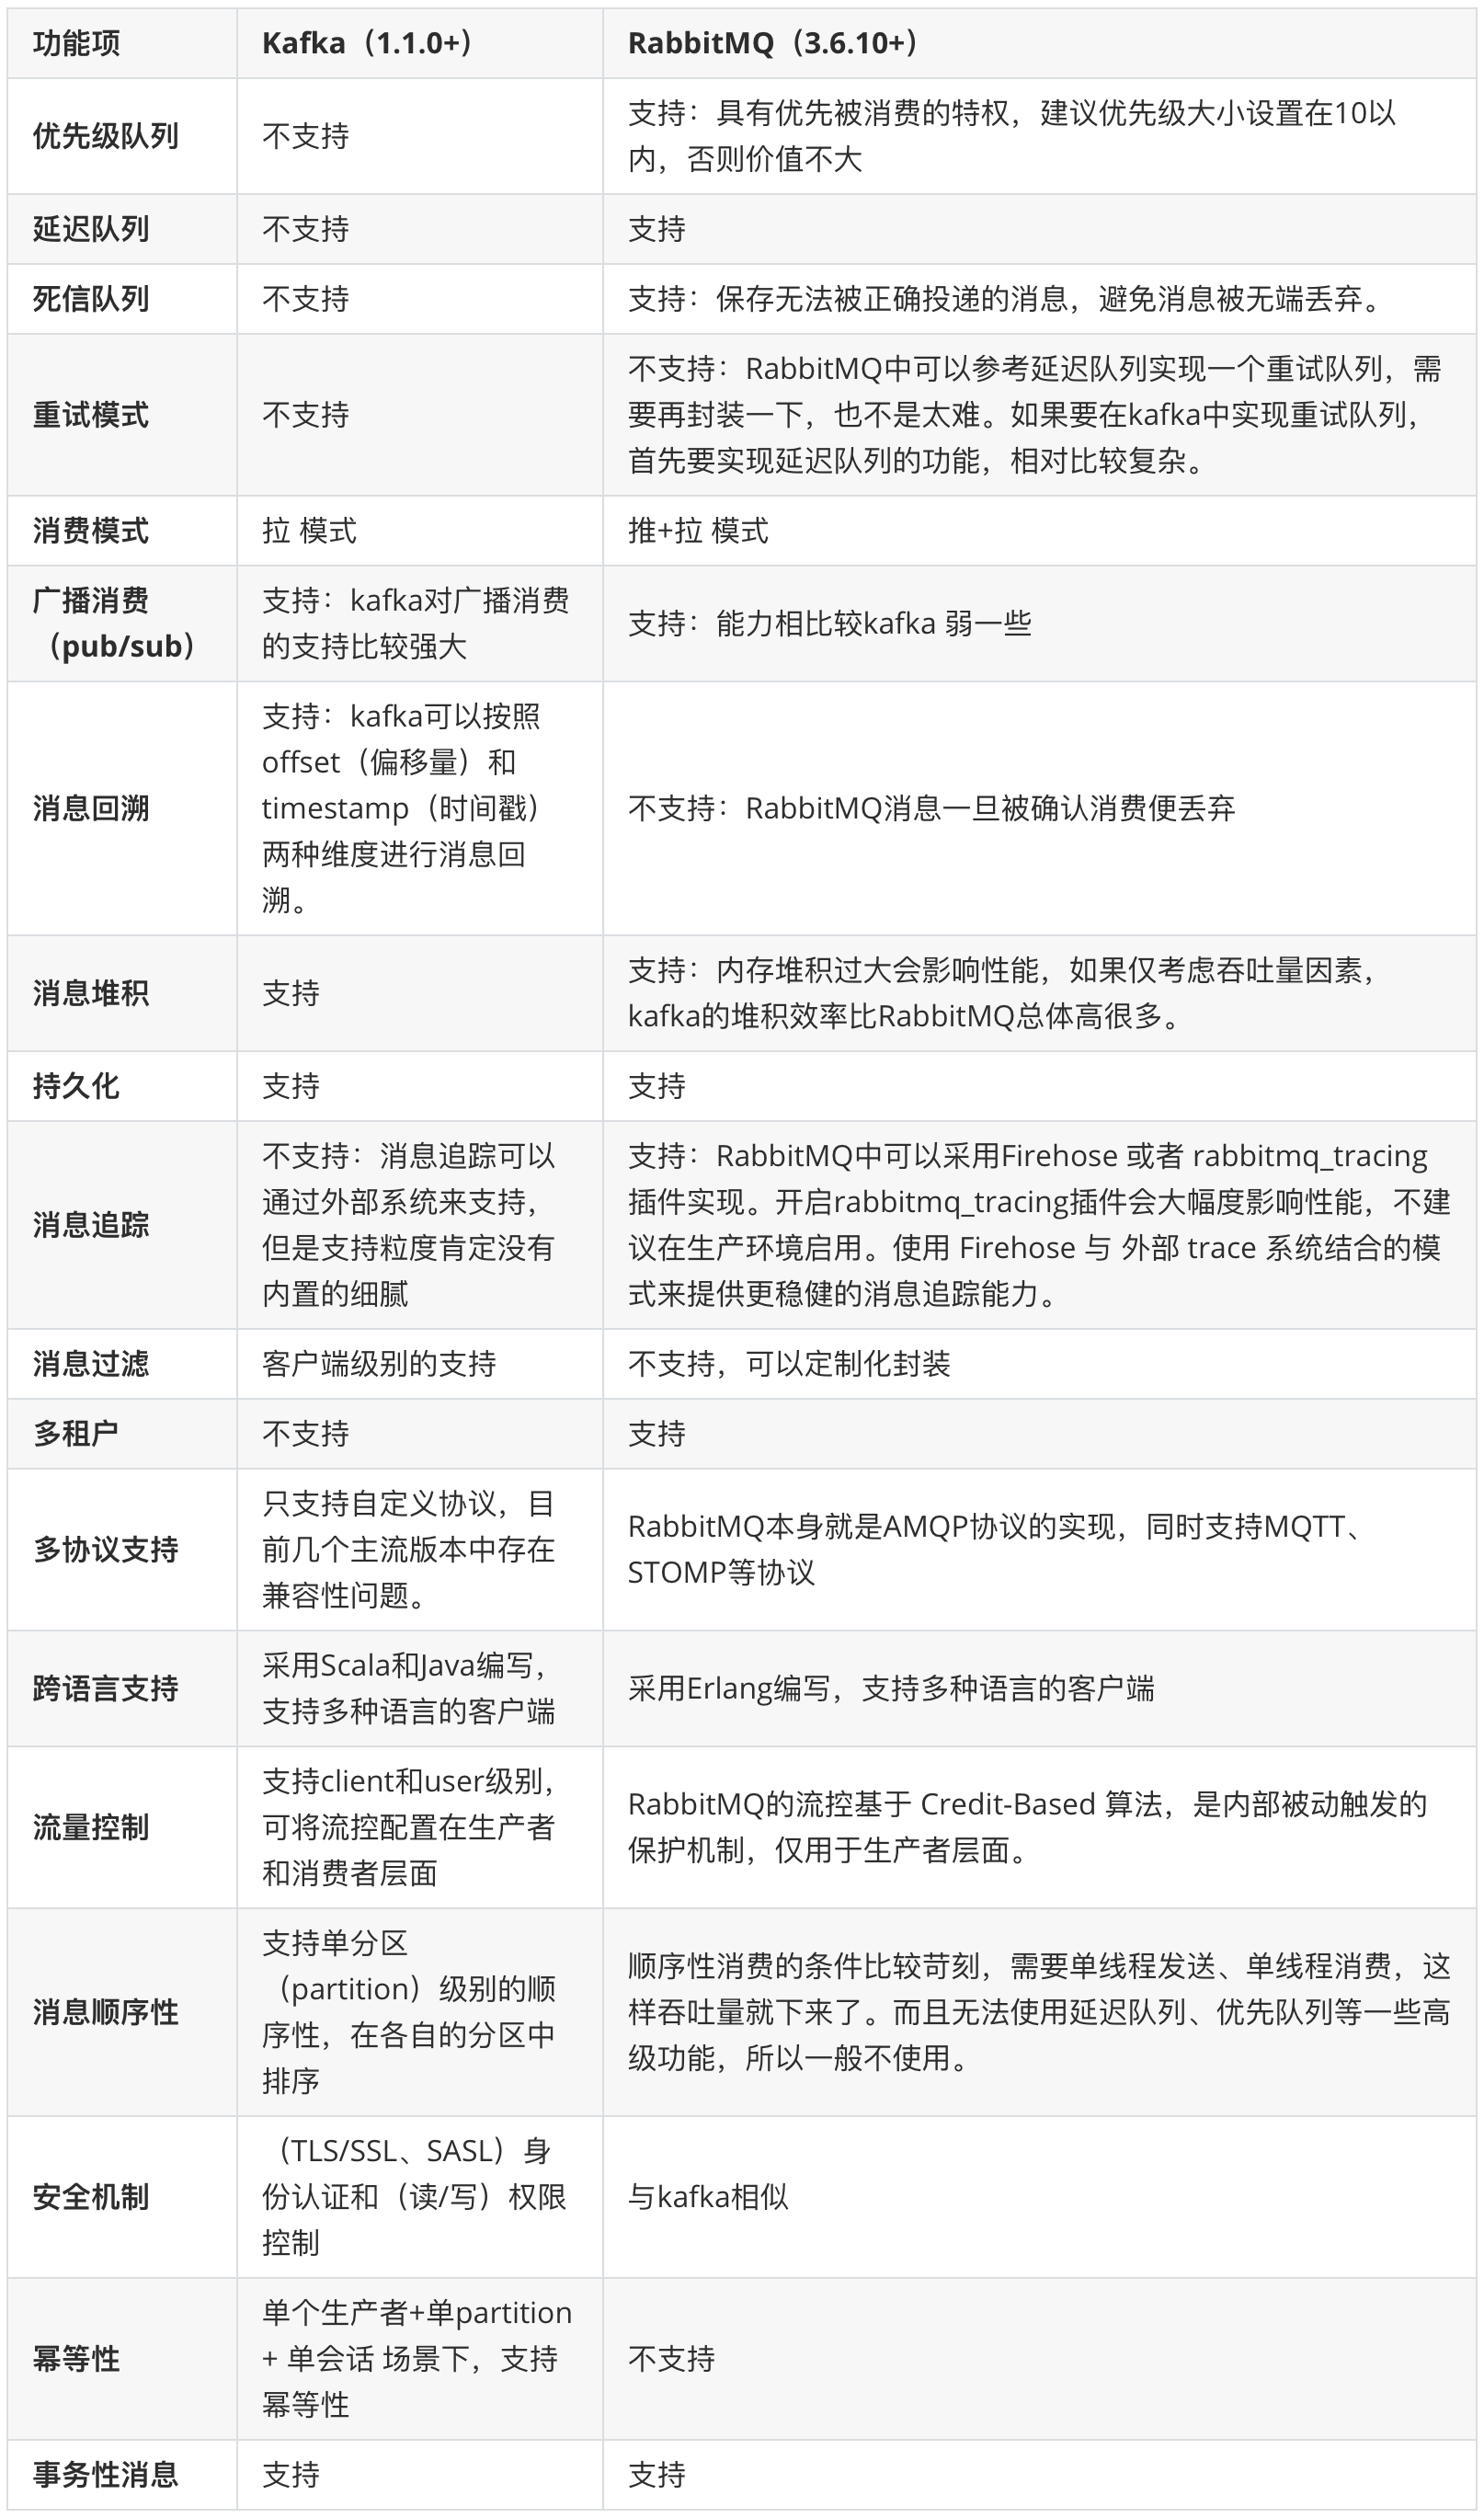 功能项
Kafka（1.1.0+）
RabbitMQ（3.6.10+）
优先级队列
不支持
支持：具有优先被消费的特权，建议优先级大小设置在10以
内，否则价值不大
延迟队列
不支持
支持
死信队列
不支持
支持：保存无法被正确投递的消息，避免消息被无端丢弃。
重试模式
不支持
不支持：RabbitMQ中可以参考延迟队列实现一个重试队列，需
要再封装一下，也不是太难。如果要在kafka中实现重试队列，
首先要实现延迟队列的功能，相对比较复杂。
消费模式
拉 模式
推+拉 模式
广播消费
（pub/sub）
支持：kafka对广播消费
的支持比较强大
支持：能力相比较kafka 弱一些
消息回溯
支持：kafka可以按照
offset（偏移量）和
timestamp（时间戳）
两种维度进行消息回
溯。
不支持：RabbitMQ消息一旦被确认消费便丢弃
消息堆积
支持
支持：内存堆积过大会影响性能，如果仅考虑吞吐量因素，
kafka的堆积效率比RabbitMQ总体高很多。
持久化
支持
支持
消息追踪
不支持：消息追踪可以
通过外部系统来支持，
但是支持粒度肯定没有
内置的细腻
支持：RabbitMQ中可以采用Firehose 或者 rabbitmq_tracing
插件实现。开启rabbitmq_tracing插件会大幅度影响性能，不建
议在生产环境启用。使用 Firehose 与 外部 trace 系统结合的模
式来提供更稳健的消息追踪能力。
消息过滤
客户端级别的支持
不支持，可以定制化封装
多租户
不支持
支持
多协议支持
只支持自定义协议，目
前几个主流版本中存在
兼容性问题。
RabbitMQ本身就是AMQP协议的实现，同时支持MQTT、
STOMP等协议
跨语言支持
采用Scala和Java编写，
支持多种语言的客户端
采用Erlang编写，支持多种语言的客户端
流量控制
支持client和user级别，
可将流控配置在生产者
和消费者层面
RabbitMQ的流控基于 Credit-Based 算法，是内部被动触发的
保护机制，仅用于生产者层面。
消息顺序性
支持单分区
（partition）级别的顺
序性，在各自的分区中
排序
顺序性消费的条件比较苛刻，需要单线程发送、单线程消费，这
样吞吐量就下来了。而且无法使用延迟队列、优先队列等一些高
级功能，所以一般不使用。
安全机制
（TLS/SSL、SASL）身
份认证和（读/写）权限
控制
与kafka相似
幂等性
单个生产者+单partition
+ 单会话 场景下，支持
幂等性
不支持
事务性消息
支持
支持